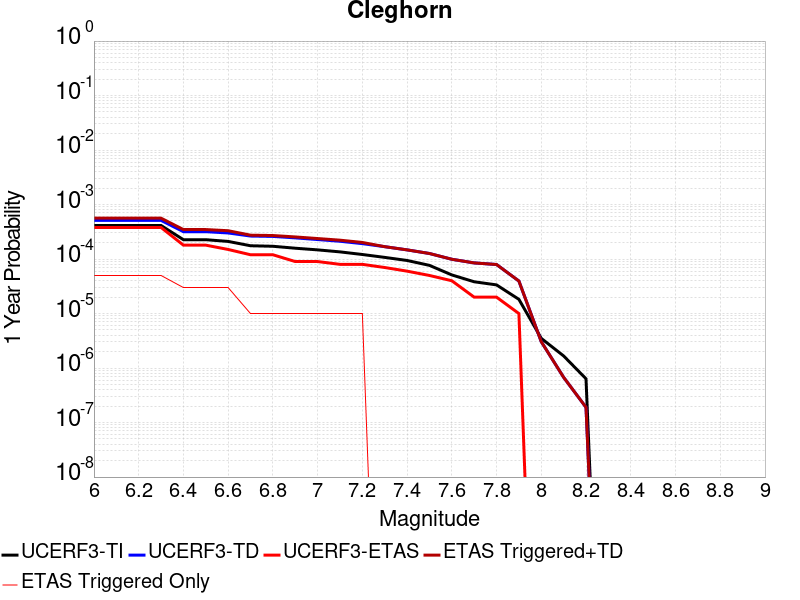 Cleghorn
10^0
10^-1
10^-2
10^-3
10^-4
10^-5
10^-6
10^-7
10^-8
1 Year Probability
6 6.2 6.4 6.6 6.8 7 7.2 7.4 7.6 7.8 8 8.2 8.4 8.6 8.8 9
Magnitude
UCERF3-TI UCERF3-TD UCERF3-ETAS ETAS Triggered+TD
ETAS Triggered Only